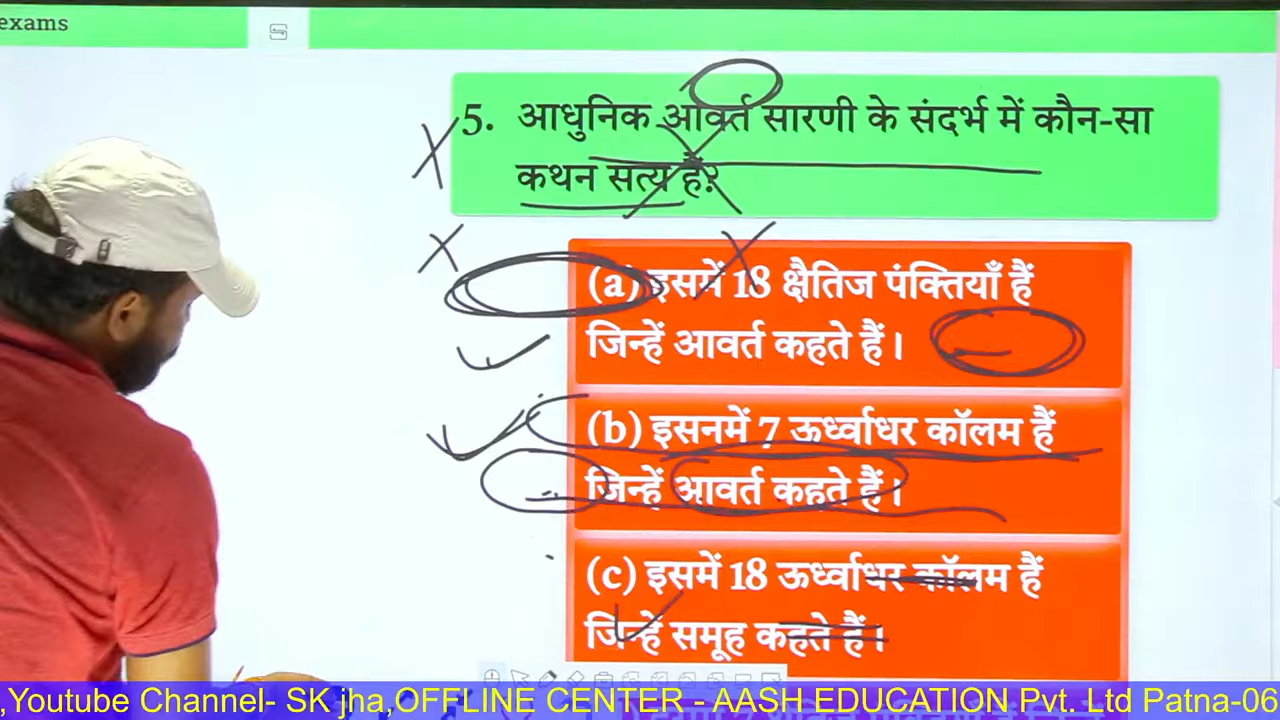 exams
5. आधुनिक आवर्त सारणी के संदर्भ में कौन-सा
कथन सत्य है?
(a) इसमें 18 क्षैतिज पंक्तियाँ हैं
जिन्हें आवर्त कहते हैं।
(b) इसनमें 7 ऊर्ध्वाधर कॉलम हैं
जिन्हें आवर्त कहते हैं।
(c) इसमें 18 ऊर्ध्वाधर कॉलम हैं
जिन्हें समूह कहते हैं।
,Youtube Channel- SK jha,OFFLINE CENTER - AASH EDUCATION Pvt. Ltd Patna-06